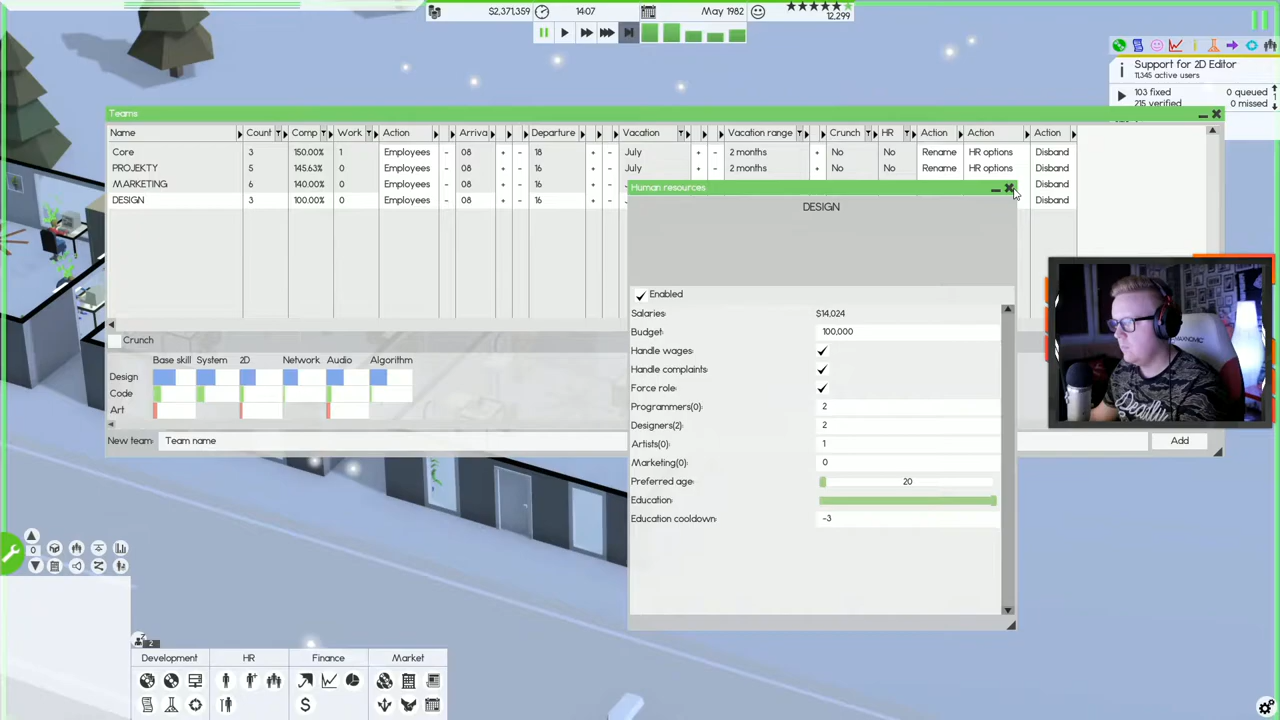 $2,371,359 14:07 May 1982 12,299
Support for 2D Editor
11,345 active users
103 fixed 0 queued
215 verified 0 missed
1
Teams
Name Count Comp Work Action Arriva Departure Vacation Vacation range Crunch HR Action Action Action
Core 3 150.00% 1 Employees - 08 + - 18 + - July + - 2 months + No No Rename HR options Disband
PROJEKTY 5 145.63% 0 Employees - 08 + - 16 + - July + - 2 months + No No Rename HR options Disband
MARKETING 6 140.00% 0 Employees - 08 + - 16 + - Disband
DESIGN 3 100.00% 0 Employees - 08 + - 16 + - Disband
Human resources
DESIGN
Enabled
Salaries: $14,024
Budget: 100,000
Handle wages:
Handle complaints:
Force role:
Programmers(0): 2
Designers(2): 2
Artists(0): 1
Marketing(0): 0
Preferred age: 20
Education:
Education cooldown: -3
Crunch
Base skill System 2D Network Audio Algorithm
Design
Code
Art
New team: Team name Add
0
2
Development HR Finance Market
$
MAXNOMIC
Deadly